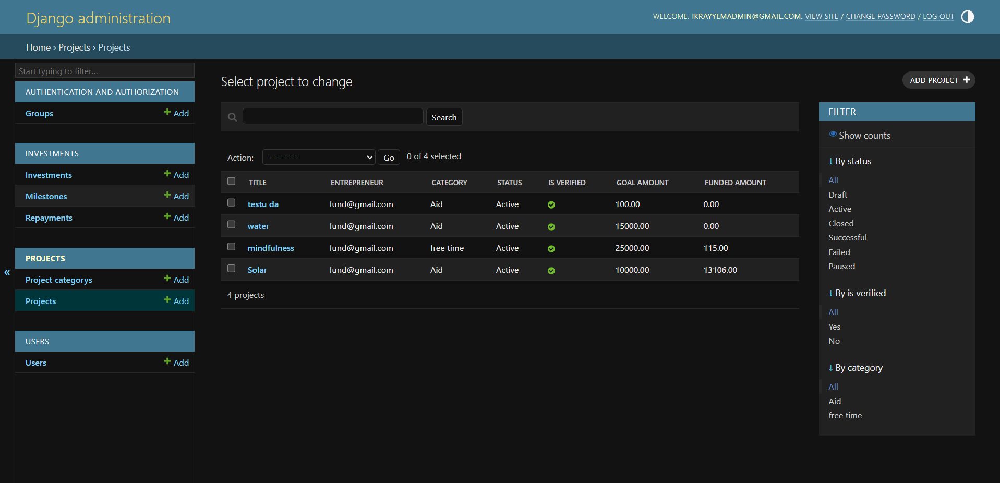 Django administration
WELCOME, IKRAYYEMADMIN@GMAIL.COM. VIEW SITE / CHANGE PASSWORD / LOG OUT
Home › Projects › Projects
Start typing to filter...
AUTHENTICATION AND AUTHORIZATION
Groups Add
INVESTMENTS
Investments Add
Milestones Add
Repayments Add
PROJECTS
Project categorys Add
Projects Add
USERS
Users Add
«
Select project to change
ADD PROJECT
Search
Action: --------- Go 0 of 4 selected
TITLE ENTREPRENEUR CATEGORY STATUS IS VERIFIED GOAL AMOUNT FUNDED AMOUNT
testu da fund@gmail.com Aid Active 100.00 0.00
water fund@gmail.com Aid Active 15000.00 0.00
mindfulness fund@gmail.com free time Active 25000.00 115.00
Solar fund@gmail.com Aid Active 10000.00 13106.00
4 projects
FILTER
Show counts
↓ By status
All
Draft
Active
Closed
Successful
Failed
Paused
↓ By is verified
All
Yes
No
↓ By category
All
Aid
free time